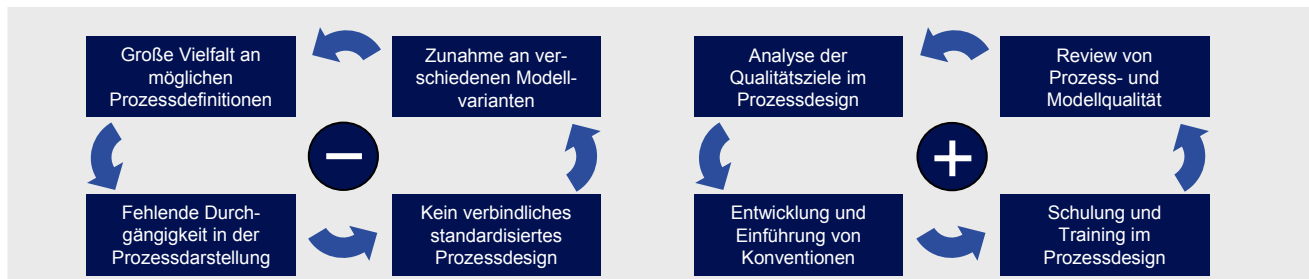 Große Vielfalt an
möglichen
Prozessdefinitionen
Zunahme an ver-
schiedenen Modell-
varianten
Fehlende Durch-
gängigkeit in der
Prozessdarstellung
Kein verbindliches
standardisiertes
Prozessdesign
Analyse der
Qualitätsziele im
Prozessdesign
Review von
Prozess- und
Modellqualität
Entwicklung und
Einführung von
Konventionen
Schulung und
Training im
Prozessdesign